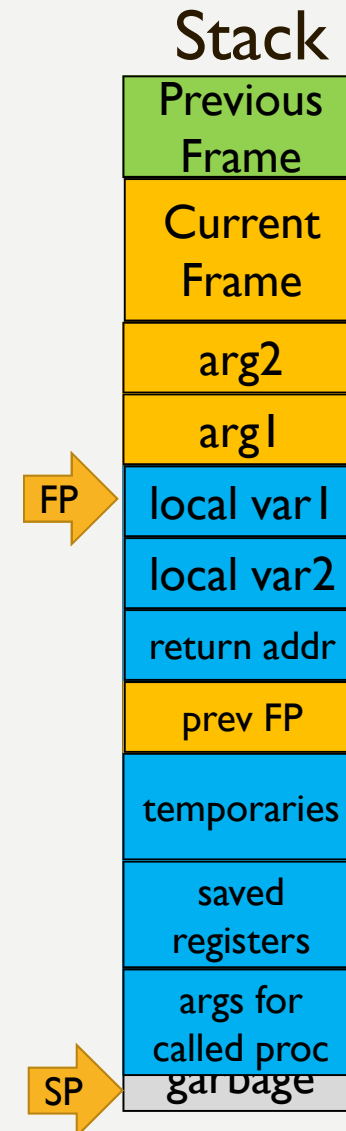 Stack
Previous
Frame
Current
Frame
arg2
arg1
FP
local var1
local var2
return addr
prev FP
temporaries
saved
registers
args for
called proc
garbage
SP